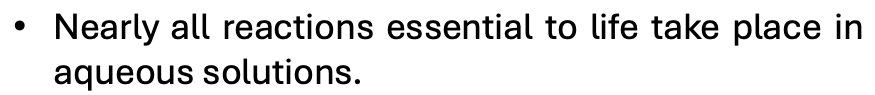 • Nearly all reactions essential to life take place in
aqueous solutions.